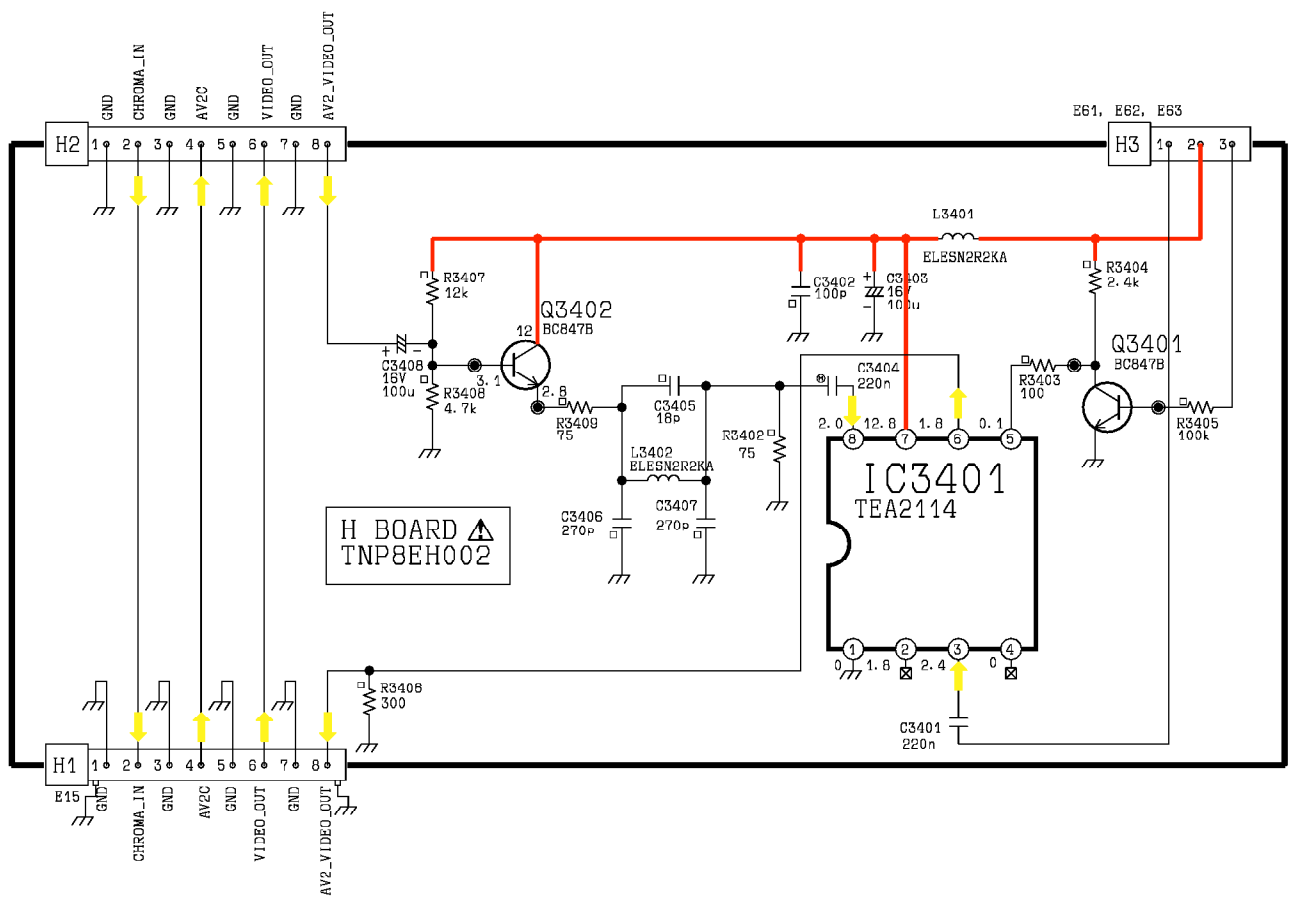 GND
CHROMA_IN
GND
AV2C
GND
VIDEO_OUT
GND
AV2_VIDEO_OUT
H2 1 2 3 4 5 6 7 8
E61, E62, E63
H3 1 2 3
L3401
ELESN2R2KA
R3407
12k
C3402
100p
+ C3403
16V
- 100u
R3404
2.4k
Q3402
BC847B
12
3.1
2.8
+ -
C3408
16V
100u
R3408
4.7k
R3409
75
C3405
18p
L3402
ELESN2R2KA
C3406
270p
C3407
270p
R3402
75
C3404
220n
M
Q3401
BC847B
R3403
100
R3405
100k
2.0 12.8 1.8 0.1
8 7 6 5
IC3401
TEA2114
1 2 3 4
0 1.8 2.4 0
C3401
220n
H BOARD
TNP8EH002
R3406
300
H1 1 2 3 4 5 6 7 8
E15
GND
CHROMA_IN
GND
AV2C
GND
VIDEO_OUT
GND
AV2_VIDEO_OUT